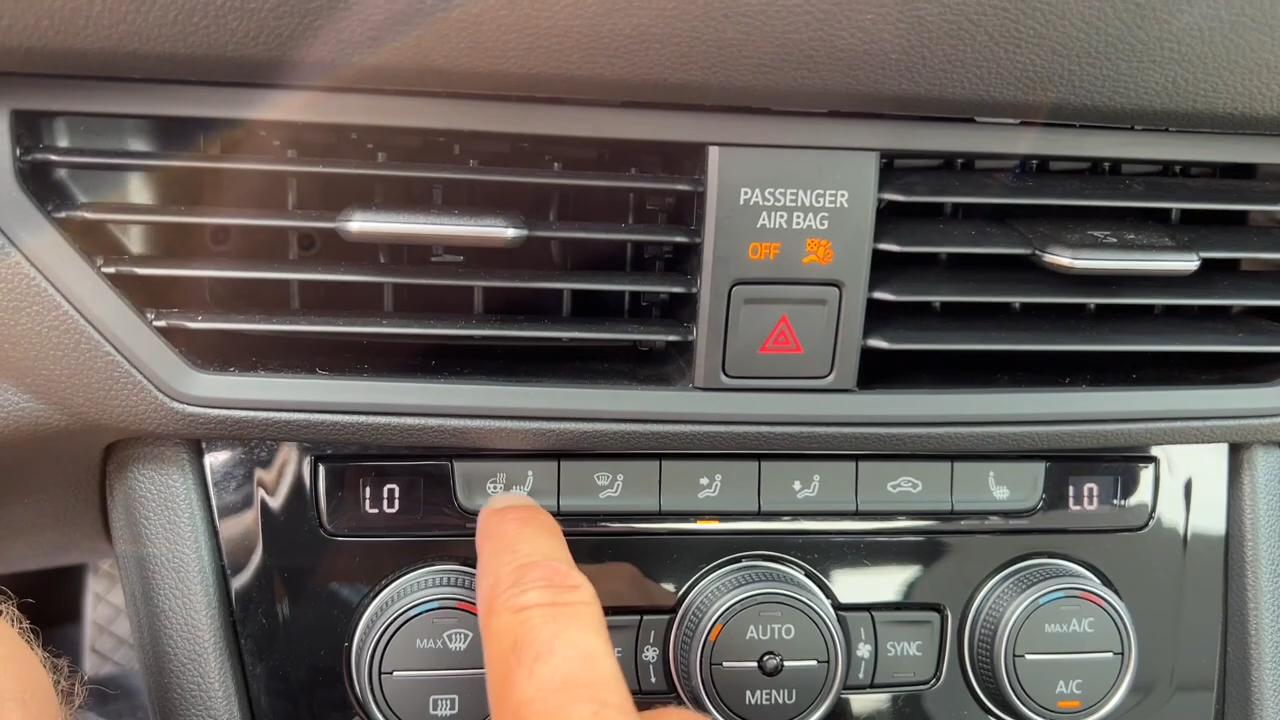 PASSENGER
AIR BAG
OFF
LO
LO
MAX
AUTO
MENU
SYNC
MAX A/C
A/C